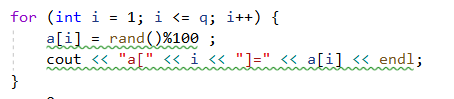 for (int i = 1; i <= q; i++) {
a[i] = rand()%100 ;
cout << "a[" << i << "]=" << a[i] << endl;
}